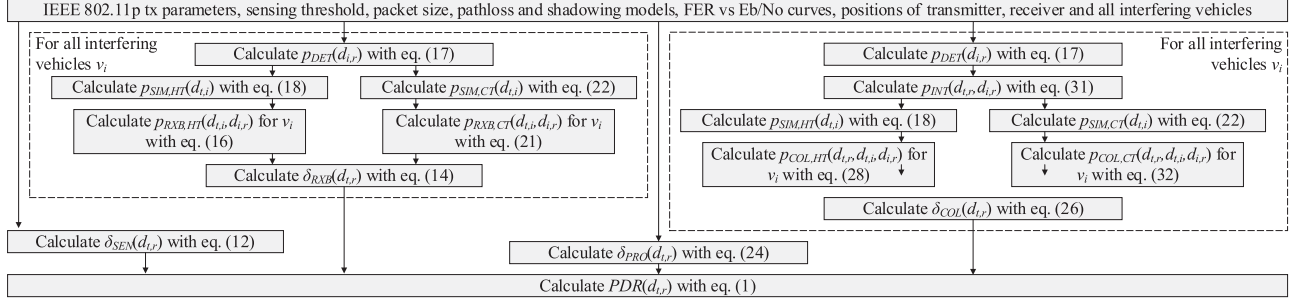 IEEE 802.11p tx parameters, sensing threshold, packet size, pathloss and shadowing models, FER vs Eb/No curves, positions of transmitter, receiver and all interfering vehicles
For all interfering
vehicles vi
Calculate pDET(di,r) with eq. (17)
Calculate pSIM,HT(dt,i) with eq. (18)
Calculate pSIM,CT(dt,i) with eq. (22)
Calculate pRXB,HT(dt,i,di,r) for vi
with eq. (16)
Calculate pRXB,CT(dt,i,di,r) for vi
with eq. (21)
Calculate δRXB(dt,r) with eq. (14)
For all interfering
vehicles vi
Calculate pDET(di,r) with eq. (17)
Calculate pINT(dt,r,di,r) with eq. (31)
Calculate pSIM,HT(dt,i) with eq. (18)
Calculate pSIM,CT(dt,i) with eq. (22)
Calculate pCOL,HT(dt,r,dt,i,di,r) for
vi with eq. (28)
Calculate pCOL,CT(dt,r,dt,i,di,r) for
vi with eq. (32)
Calculate δCOL(dt,r) with eq. (26)
Calculate δSEN(dt,r) with eq. (12)
Calculate δPRO(dt,r) with eq. (24)
Calculate PDR(dt,r) with eq. (1)